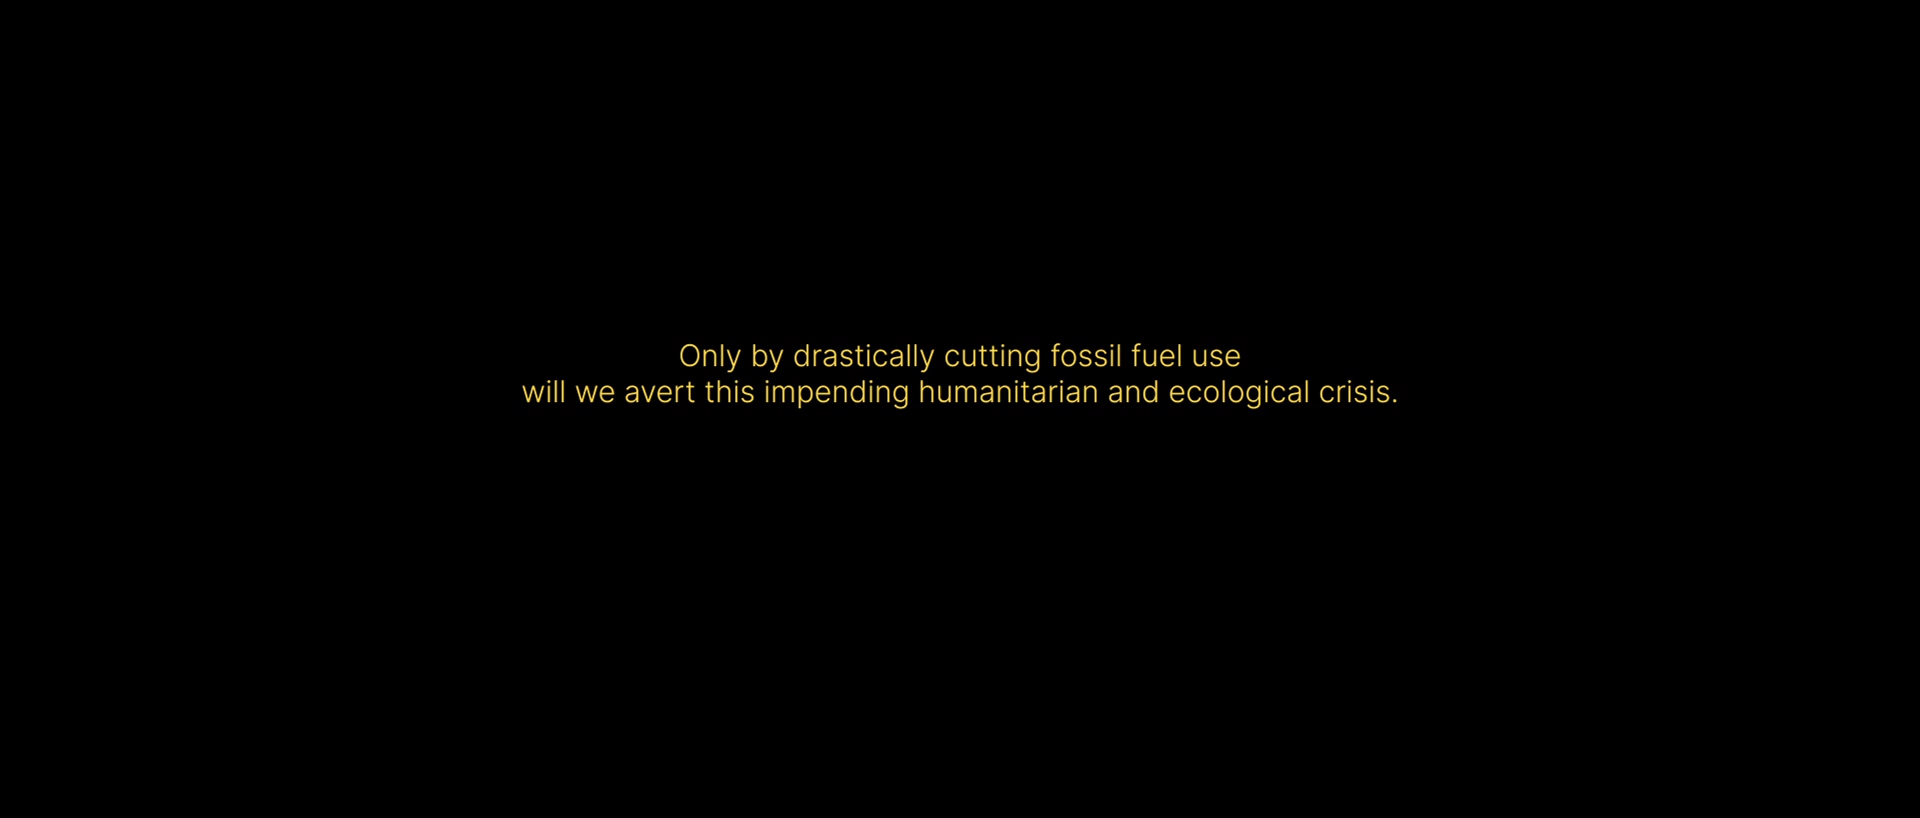 Only by drastically cutting fossil fuel use
will we avert this impending humanitarian and ecological crisis.